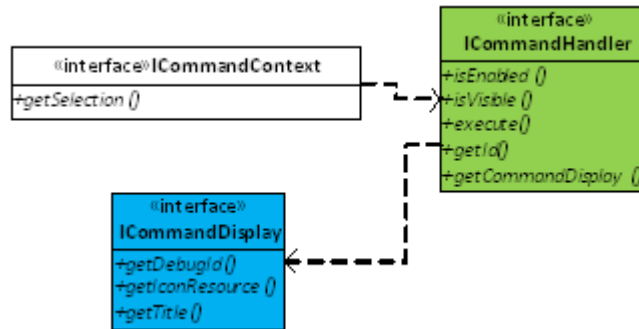 «interface»
ICommandHandler
+isEnabled ()
+isVisible ()
+execute()
+getId()
+getCommandDisplay ()
«interface»ICommandContext
+getSelection ()
«interface»
ICommandDisplay
+getDebugId()
+getIconResource ()
+getTitle()